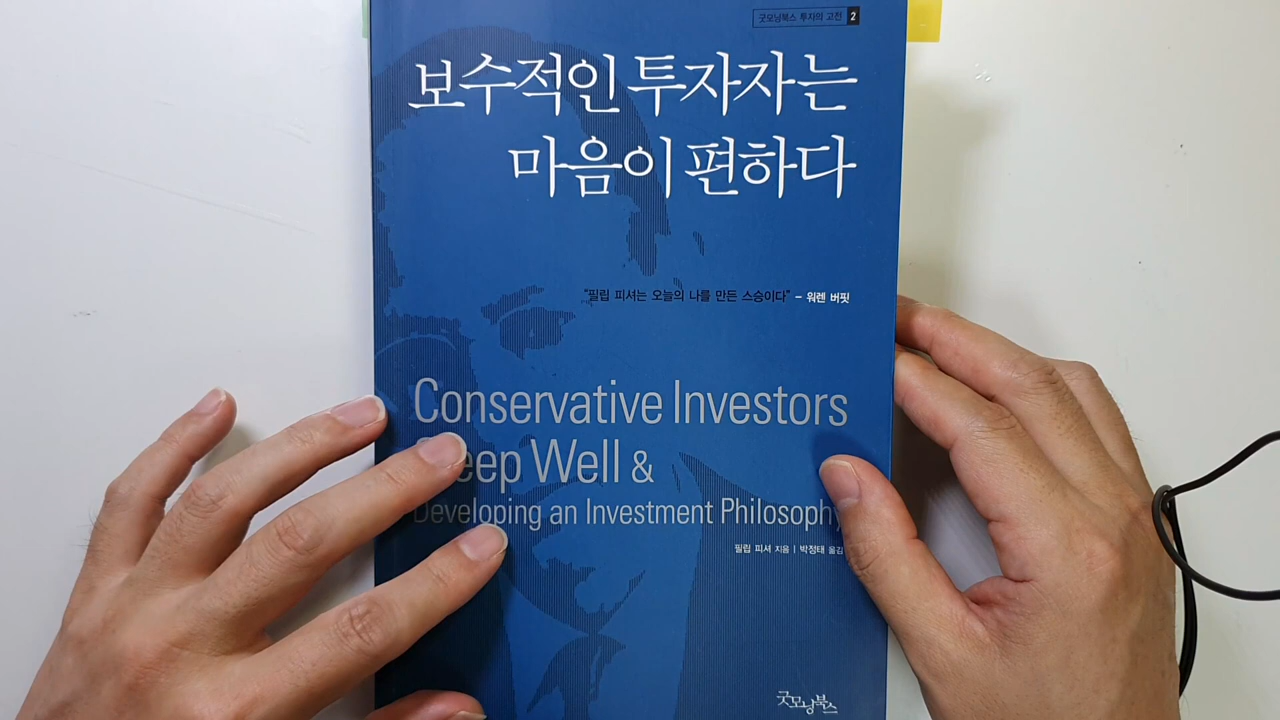 굿모닝북스 투자의 고전 2
보수적인 투자자는
마음이 편하다
"필립 피셔는 오늘의 나를 만든 스승이다" – 워렌 버핏
Conservative Investors
eep Well &
Developing an Investment Philosophy
필립 피셔 지음 | 박정태 옮김
굿모닝북스